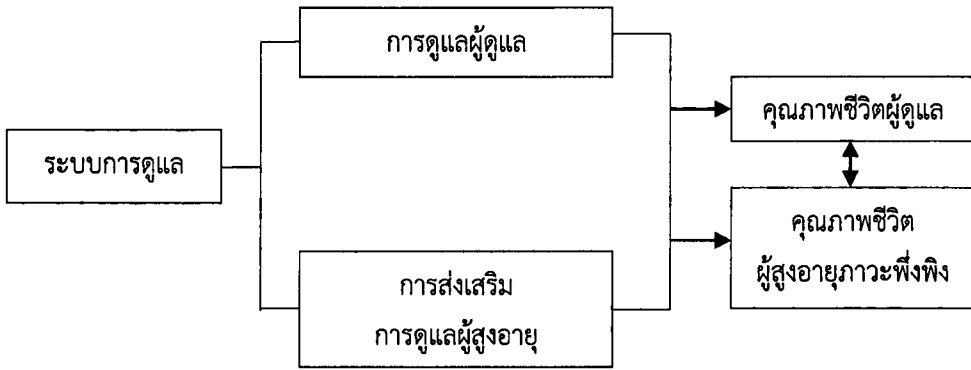 การดูแลผู้ดูแล
คุณภาพชีวิตผู้ดูแล
ระบบการดูแล
คุณภาพชีวิต
ผู้สูงอายุภาวะพึ่งพิง
การส่งเสริม
การดูแลผู้สูงอายุ